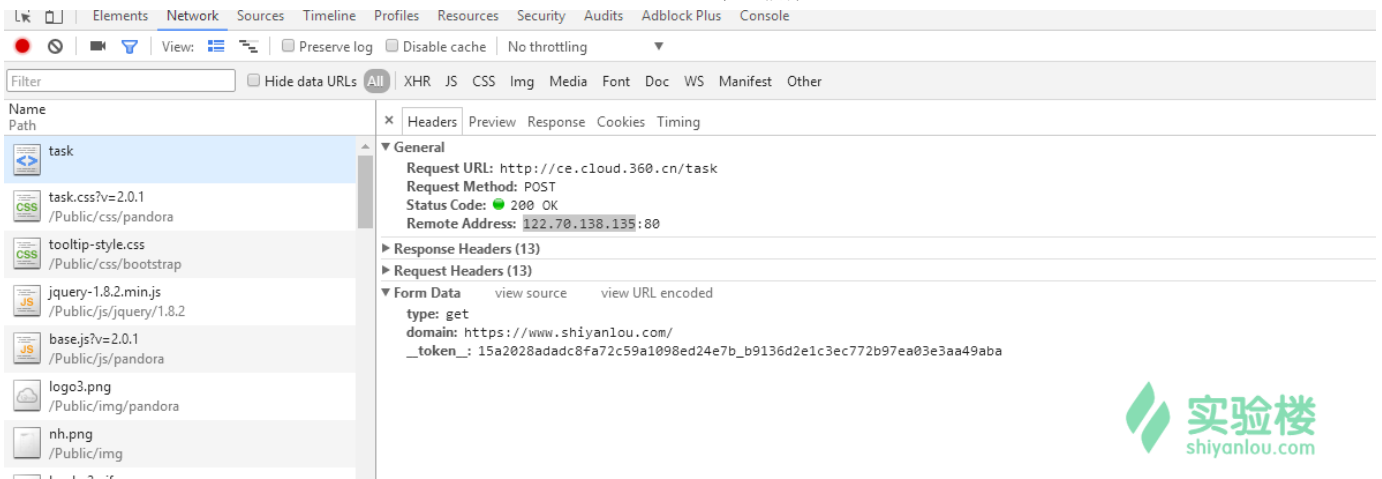 Elements Network Sources Timeline Profiles Resources Security Audits Adblock Plus Console
View: Preserve log Disable cache No throttling ▼
Filter Hide data URLs All XHR JS CSS Img Media Font Doc WS Manifest Other
Name
Path
task
task.css?v=2.0.1
/Public/css/pandora
tooltip-style.css
/Public/css/bootstrap
jquery-1.8.2.min.js
/Public/js/jquery/1.8.2
base.js?v=2.0.1
/Public/js/pandora
logo3.png
/Public/img/pandora
nh.png
/Public/img
× Headers Preview Response Cookies Timing
▼ General
Request URL: http://ce.cloud.360.cn/task
Request Method: POST
Status Code: 200 OK
Remote Address: 122.70.138.135:80
▶ Response Headers (13)
▶ Request Headers (13)
▼ Form Data view source view URL encoded
type: get
domain: https://www.shiyanlou.com/
__token__: 15a2028adadc8fa72c59a1098ed24e7b_b9136d2e1c3ec772b97ea03e3aa49aba
实验楼
shiyanlou.com